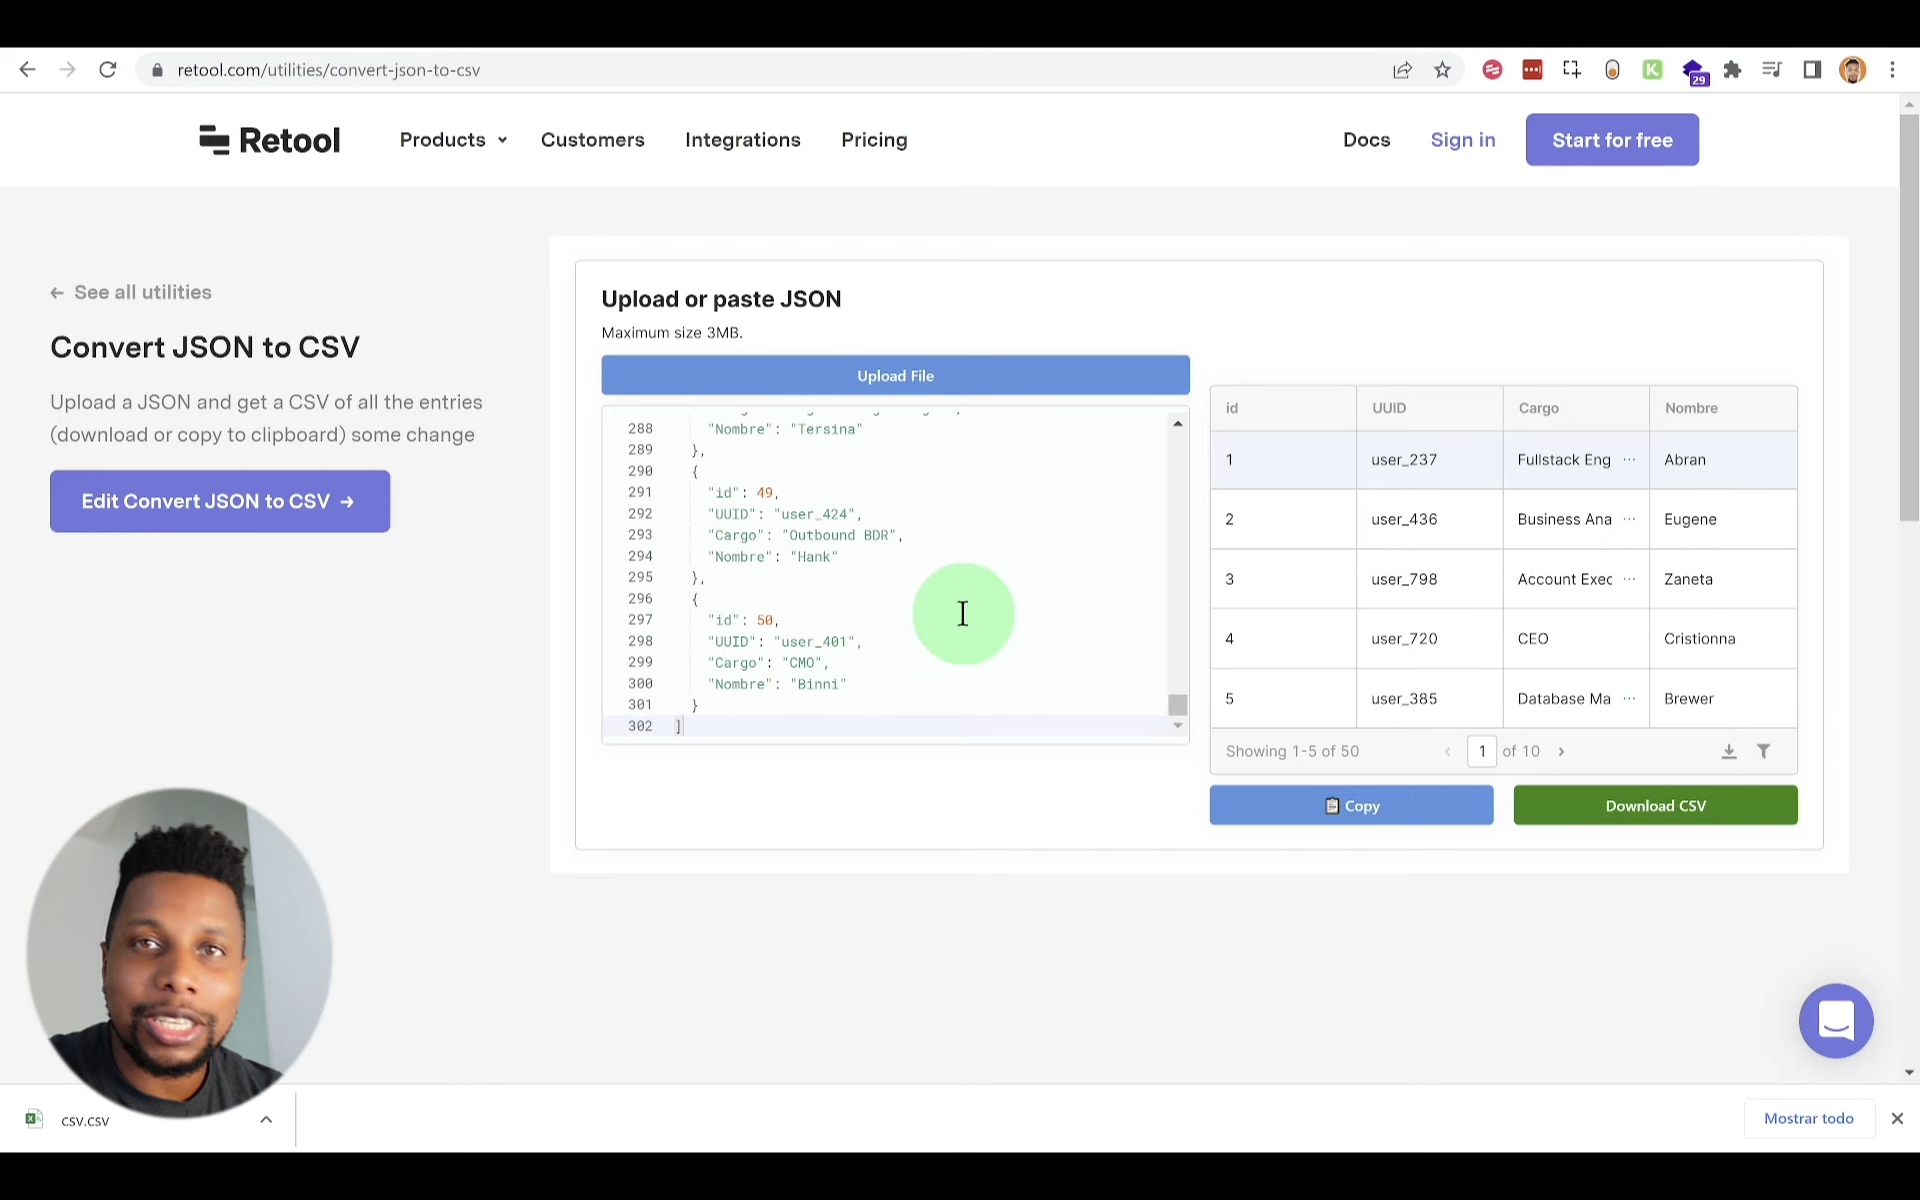 retool.com/utilities/convert-json-to-csv
K
29
Retool
Products
Customers
Integrations
Pricing
Docs
Sign in
Start for free
← See all utilities
Convert JSON to CSV
Upload a JSON and get a CSV of all the entries
(download or copy to clipboard) some change
Edit Convert JSON to CSV →
Upload or paste JSON
Maximum size 3MB.
Upload File
288 "Nombre": "Tersina"
289 },
290 {
291 "id": 49,
292 "UUID": "user_424",
293 "Cargo": "Outbound BDR",
294 "Nombre": "Hank"
295 },
296 {
297 "id": 50,
298 "UUID": "user_401",
299 "Cargo": "CMO",
300 "Nombre": "Binni"
301 }
302 ]
id UUID Cargo Nombre
1 user_237 Fullstack Eng ··· Abran
2 user_436 Business Ana ··· Eugene
3 user_798 Account Exec ··· Zaneta
4 user_720 CEO Cristionna
5 user_385 Database Ma ··· Brewer
Showing 1-5 of 50 ‹ 1 of 10 ›
Copy
Download CSV
csv.csv
Mostrar todo